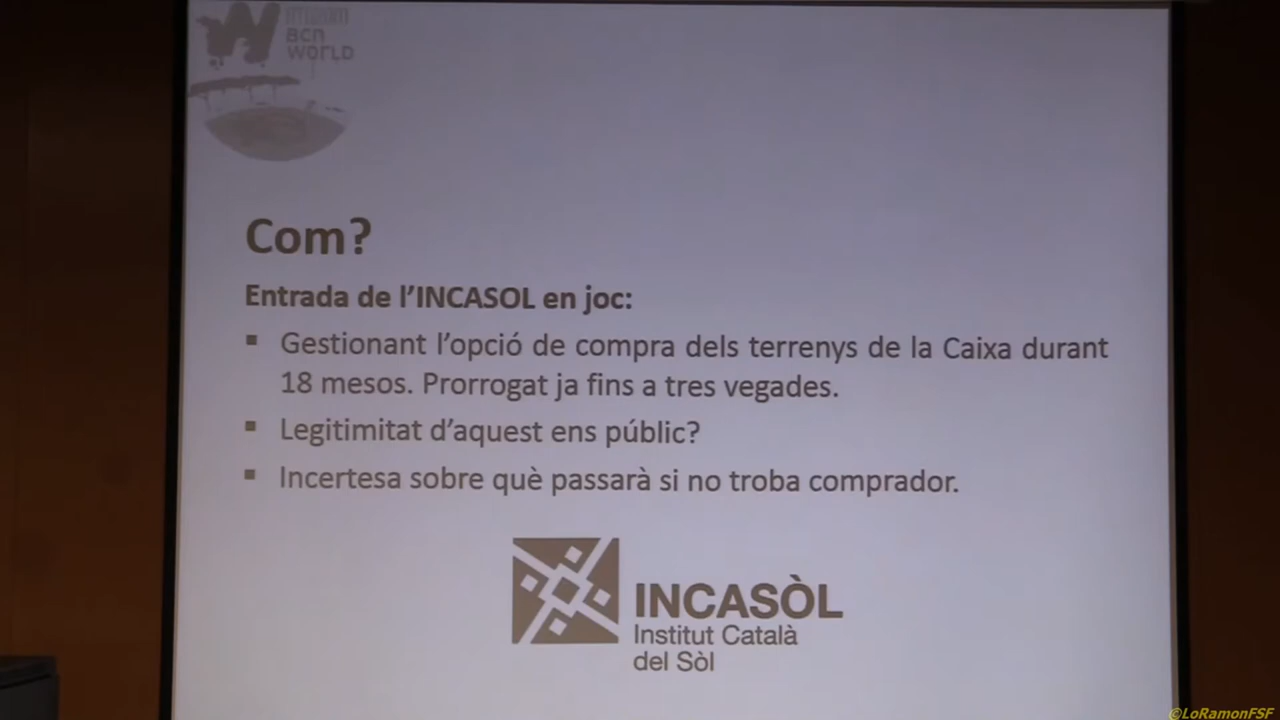 BCN
WORLD
Com?
Entrada de l'INCASOL en joc:
▪ Gestionant l'opció de compra dels terrenys de la Caixa durant
18 mesos. Prorrogat ja fins a tres vegades.
▪ Legitimitat d'aquest ens públic?
▪ Incertesa sobre què passarà si no troba comprador.
INCASÒL
Institut Català
del Sòl
©LoRamonFSF